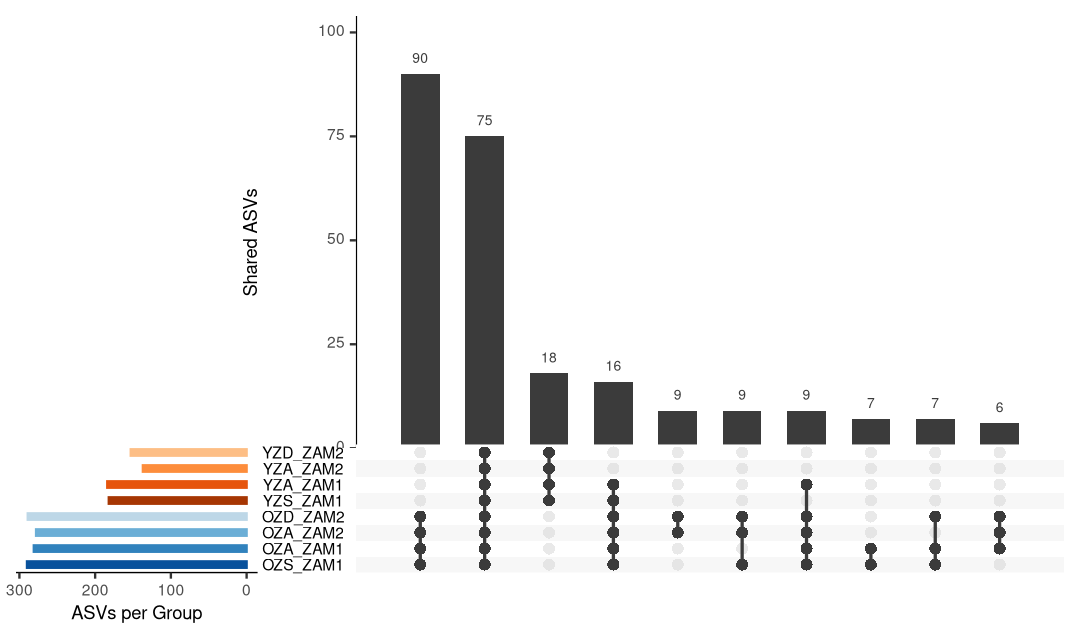 100
90
75
75
Shared ASVs
50
25
18
16
9
9
9
7
7
6
0
YZD_ZAM2
YZA_ZAM2
YZA_ZAM1
YZS_ZAM1
OZD_ZAM2
OZA_ZAM2
OZA_ZAM1
OZS_ZAM1
300 200 100 0
ASVs per Group